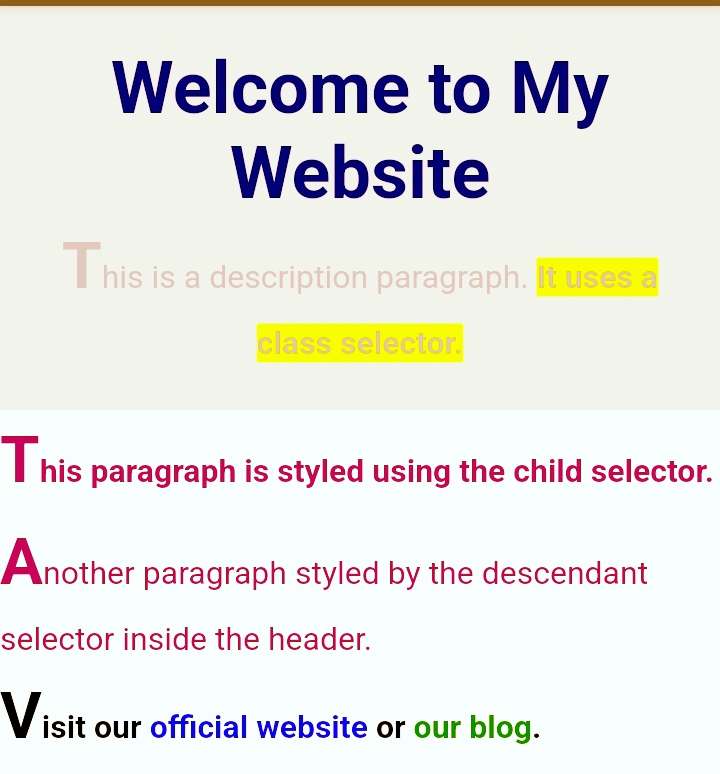 Welcome to My
Website
This is a description paragraph. It uses a
class selector.
This paragraph is styled using the child selector.
Another paragraph styled by the descendant
selector inside the header.
Visit our official website or our blog.